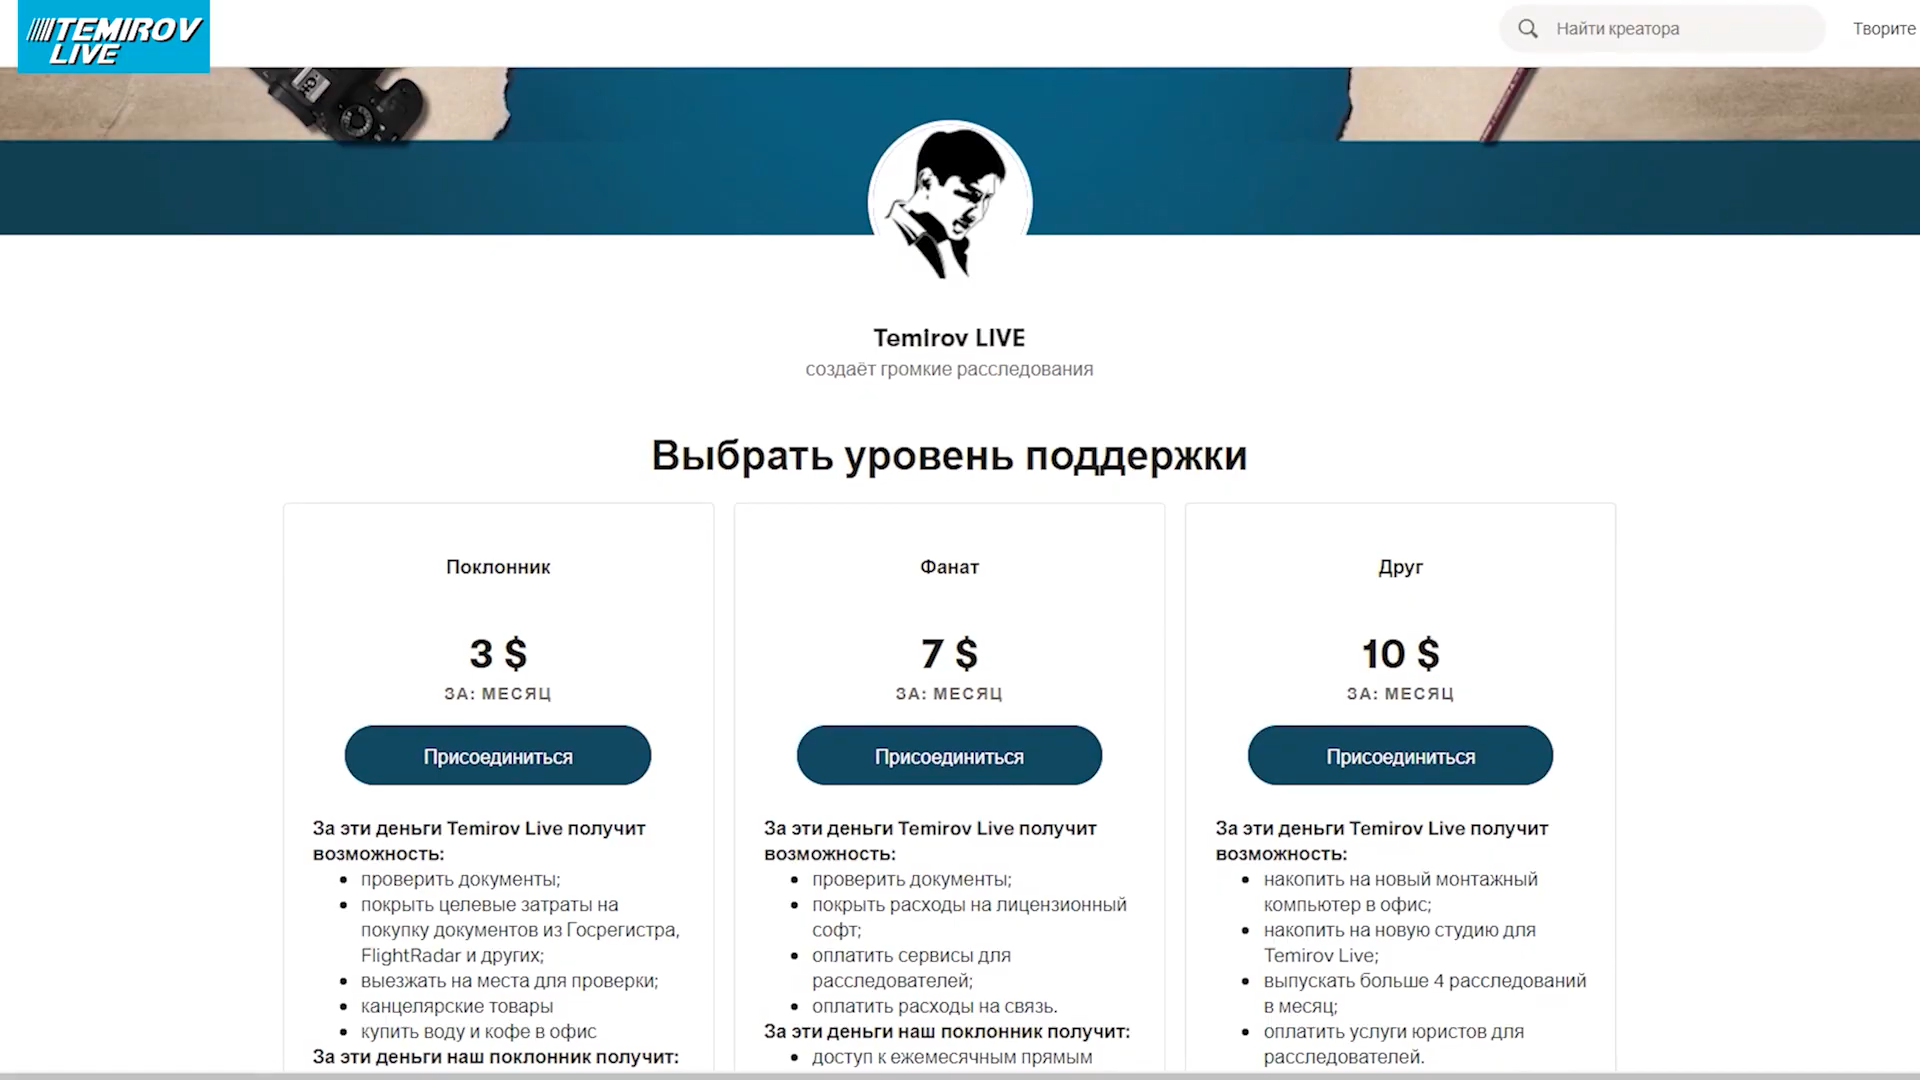 TEMIROV
LIVE
Найти креатора
Творите
Temirov LIVE
создаёт громкие расследования
Выбрать уровень поддержки
Поклонник
3 $
ЗА: МЕСЯЦ
Присоединиться
За эти деньги Temirov Live получит
возможность:
проверить документы;
покрыть целевые затраты на
покупку документов из Госрегистра,
FlightRadar и других;
выезжать на места для проверки;
канцелярские товары
купить воду и кофе в офис
За эти деньги наш поклонник получит:
Фанат
7 $
ЗА: МЕСЯЦ
Присоединиться
За эти деньги Temirov Live получит
возможность:
проверить документы;
покрыть расходы на лицензионный
софт;
оплатить сервисы для
расследователей;
оплатить расходы на связь.
За эти деньги наш поклонник получит:
доступ к ежемесячным прямым
Друг
10 $
ЗА: МЕСЯЦ
Присоединиться
За эти деньги Temirov Live получит
возможность:
накопить на новый монтажный
компьютер в офис;
накопить на новую студию для
Temirov Live;
выпускать больше 4 расследований
в месяц;
оплатить услуги юристов для
расследователей.